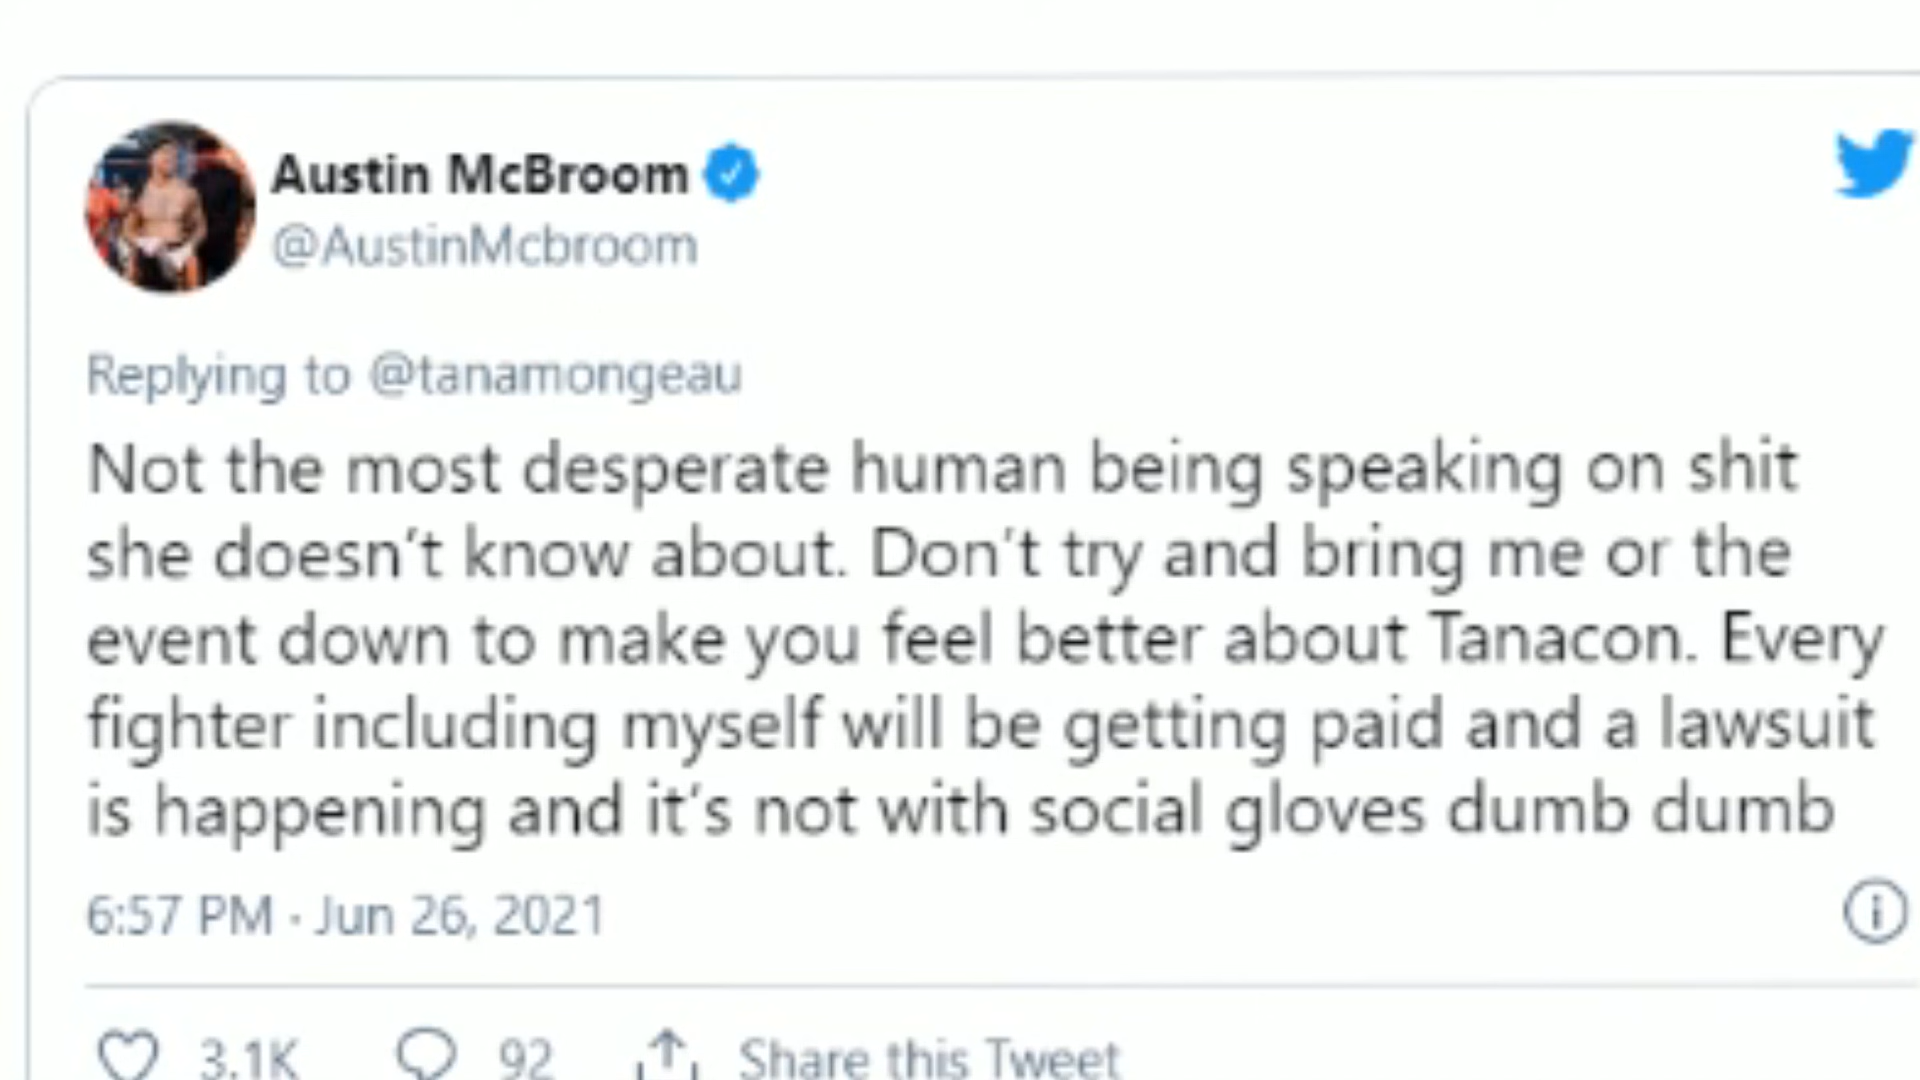 Austin McBroom
@AustinMcbroom
Replying to @tanamongeau
Not the most desperate human being speaking on shit
she doesn’t know about. Don’t try and bring me or the
event down to make you feel better about Tanacon. Every
fighter including myself will be getting paid and a lawsuit
is happening and it’s not with social gloves dumb dumb
6:57 PM · Jun 26, 2021
3.1K 92 Share this Tweet